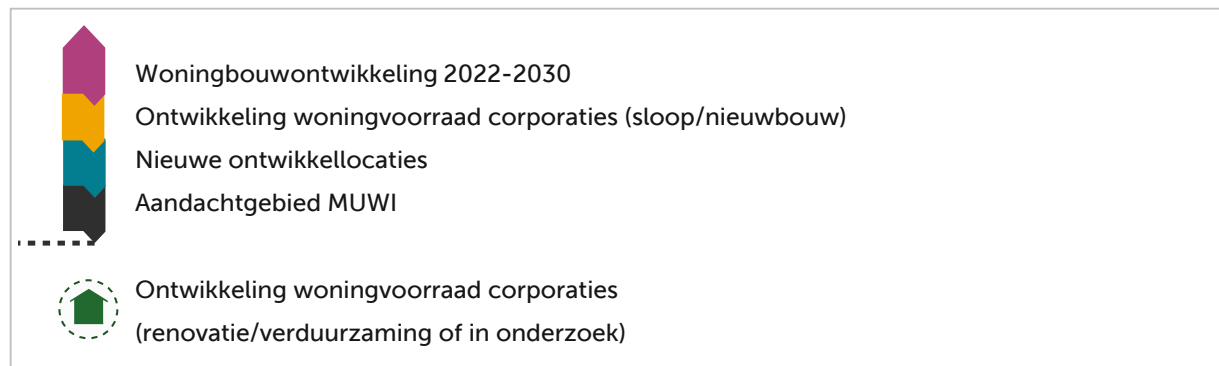 Woningbouwontwikkeling 2022-2030
Ontwikkeling woningvoorraad corporaties (sloop/nieuwbouw)
Nieuwe ontwikkellocaties
Aandachtgebied MUWI
Ontwikkeling woningvoorraad corporaties
(renovatie/verduurzaming of in onderzoek)